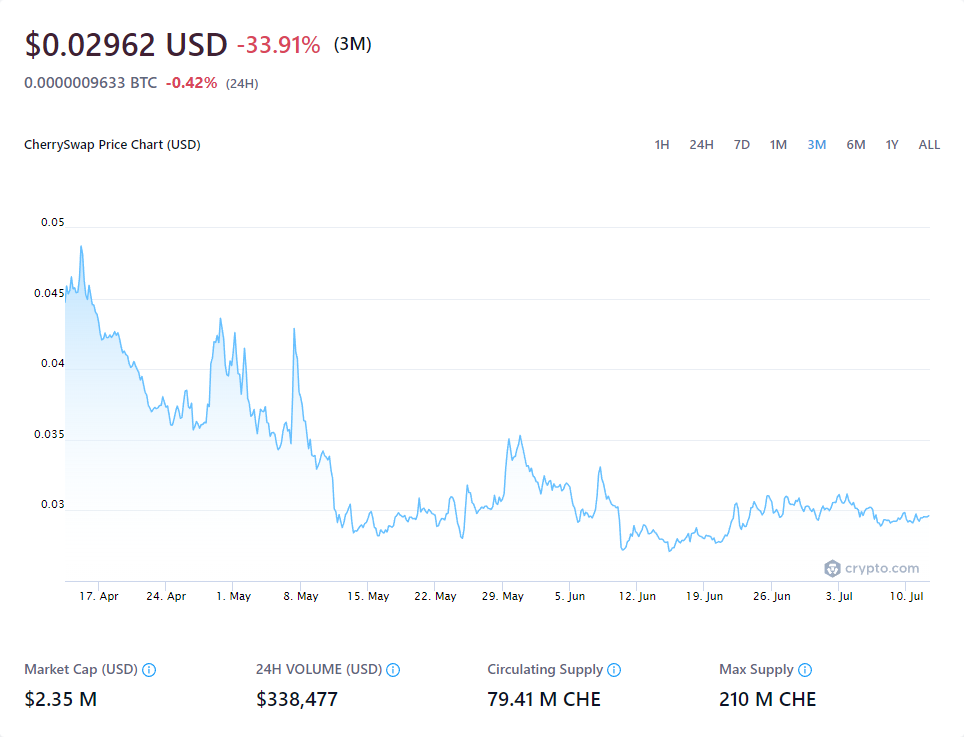 $0.02962 USD -33.91% (3M)
0.0000009633 BTC -0.42% (24H)
CherrySwap Price Chart (USD)
1H 24H 7D 1M 3M 6M 1Y ALL
0.05
0.045
0.04
0.035
0.03
crypto.com
17. Apr 24. Apr 1. May 8. May 15. May 22. May 29. May 5. Jun 12. Jun 19. Jun 26. Jun 3. Jul 10. Jul
Market Cap (USD) 24H VOLUME (USD) Circulating Supply Max Supply
$2.35 M $338,477 79.41 M CHE 210 M CHE